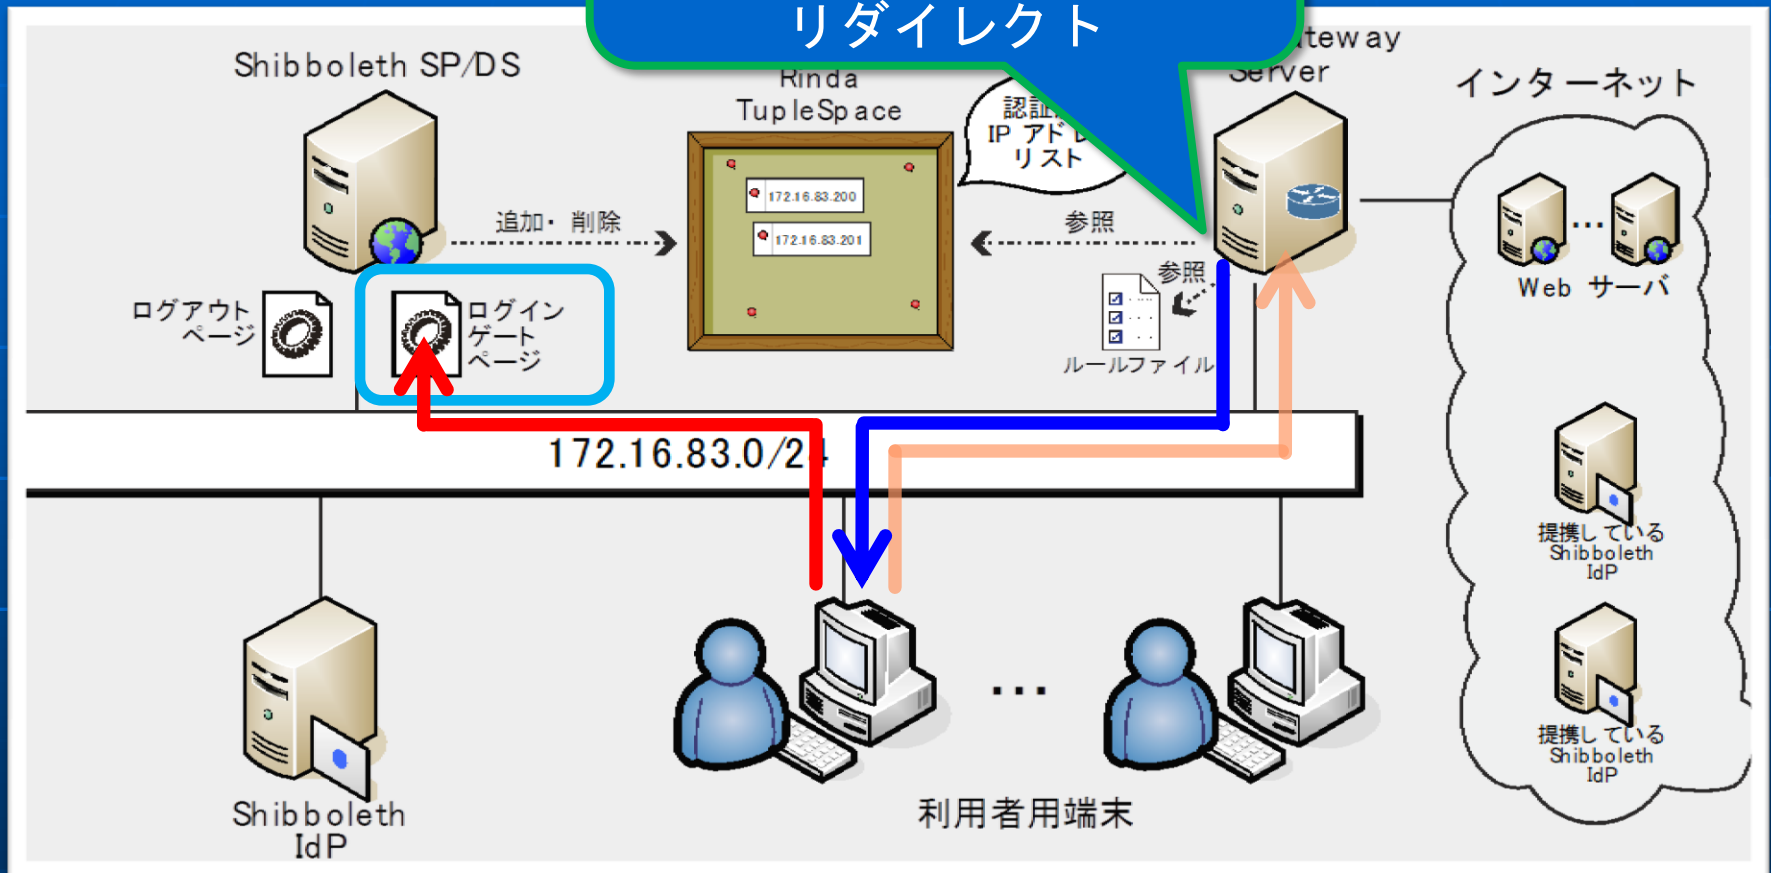 リダイレクト
Shibboleth SP/DS
Rinda
TupleSpace
Server
インターネット
認証
IP アドレ
リスト
172.16.83.200
172.16.83.201
追加・削除
参照
参照
ログアウト
ページ
ログイン
ゲート
ページ
ルールファイル
...
Web サーバ
172.16.83.0/24
提携している
Shibboleth
IdP
提携している
Shibboleth
IdP
...
Shibboleth
IdP
利用者用端末